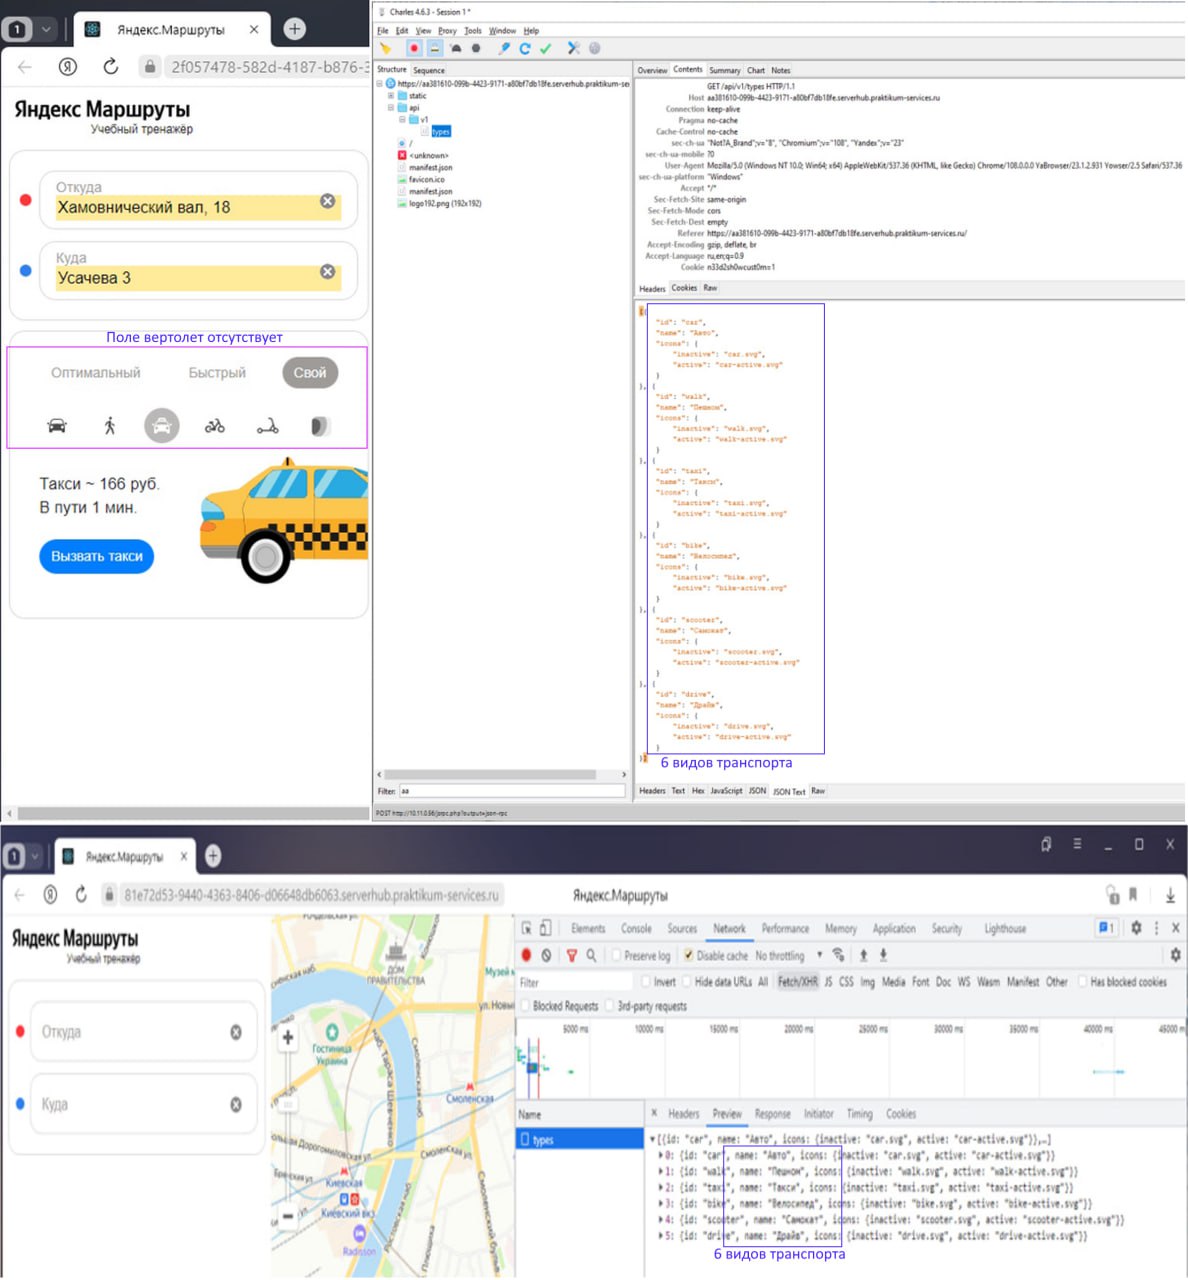 1
Яндекс.Маршруты
2f057478-582d-4187-b876-3
Яндекс Маршруты
Учебный тренажёр
Откуда
Хамовнический вал, 18
Куда
Усачева 3
Поле вертолет отсутствует
Оптимальный Быстрый Свой
Такси ~ 166 руб.
В пути 1 мин.
Вызвать такси
Charles 4.6.3 - Session 1 *
File Edit View Proxy Tools Window Help
Structure Sequence
https://aa381610-099b-4423-9171-a80bf7db18fe.serverhub.praktikum-se
static
api
v1
types
/
<unknown>
manifest.json
favicon.ico
manifest.json
logo192.png (192x192)
Filter: aa
POST http://10.11.0.56/jsrpc.php?output=json-rpc
Overview Contents Summary Chart Notes
GET /api/v1/types HTTP/1.1
Host aa381610-099b-4423-9171-a80bf7db18fe.serverhub.praktikum-services.ru
Connection keep-alive
Pragma no-cache
Cache-Control no-cache
sec-ch-ua "Not?A_Brand";v="8", "Chromium";v="108", "Yandex";v="23"
sec-ch-ua-mobile ?0
User-Agent Mozilla/5.0 (Windows NT 10.0; Win64; x64) AppleWebKit/537.36 (KHTML, like Gecko) Chrome/108.0.0.0 YaBrowser/23.1.2.931 Yowser/2.5 Safari/537.36
sec-ch-ua-platform "Windows"
Accept */*
Sec-Fetch-Site same-origin
Sec-Fetch-Mode cors
Sec-Fetch-Dest empty
Referer https://aa381610-099b-4423-9171-a80bf7db18fe.serverhub.praktikum-services.ru/
Accept-Encoding gzip, deflate, br
Accept-Language ru,en;q=0.9
Cookie n33d2sh0wcust0m=1
Headers Cookies Raw
[{
"id": "car",
"name": "Авто",
"icons": {
"inactive": "car.svg",
"active": "car-active.svg"
}
}, {
"id": "walk",
"name": "Пешком",
"icons": {
"inactive": "walk.svg",
"active": "walk-active.svg"
}
}, {
"id": "taxi",
"name": "Такси",
"icons": {
"inactive": "taxi.svg",
"active": "taxi-active.svg"
}
}, {
"id": "bike",
"name": "Велосипед",
"icons": {
"inactive": "bike.svg",
"active": "bike-active.svg"
}
}, {
"id": "scooter",
"name": "Самокат",
"icons": {
"inactive": "scooter.svg",
"active": "scooter-active.svg"
}
}, {
"id": "drive",
"name": "Драйв",
"icons": {
"inactive": "drive.svg",
"active": "drive-active.svg"
}
}]
6 видов транспорта
Headers Text Hex JavaScript JSON JSON Text Raw
1
Яндекс.Маршруты
81e72d53-9440-4363-8406-d06648db6063.serverhub.praktikum-services.ru
Яндекс.Маршруты
Яндекс Маршруты
Учебный тренажёр
Откуда
Куда
ДОМ
ПРАВИТЕЛЬСТВА
Музей
ул. Новы
Гостиница
Украина
наб. Тараса Шевченко
Смоленская наб.
Смоленская
Большая Дорогомиловская ул.
Киевская
Киевский вкз.
Radisson
Ростовская наб.
Плющиха
Смоленский бульв
Elements Console Sources Network Performance Memory Application Security Lighthouse
1
Preserve log Disable cache No throttling
Filter Invert Hide data URLs All Fetch/XHR JS CSS Img Media Font Doc WS Wasm Manifest Other Has blocked cookies
Blocked Requests 3rd-party requests
5000 ms 10000 ms 15000 ms 20000 ms 25000 ms 30000 ms 35000 ms 40000 ms 45000 m
Name
types
Headers Preview Response Initiator Timing Cookies
[{id: "car", name: "Авто", icons: {inactive: "car.svg", active: "car-active.svg"}},…]
0: {id: "car", name: "Авто", icons: {inactive: "car.svg", active: "car-active.svg"}}
1: {id: "walk", name: "Пешком", icons: {inactive: "walk.svg", active: "walk-active.svg"}}
2: {id: "taxi", name: "Такси", icons: {inactive: "taxi.svg", active: "taxi-active.svg"}}
3: {id: "bike", name: "Велосипед", icons: {inactive: "bike.svg", active: "bike-active.svg"}}
4: {id: "scooter", name: "Самокат", icons: {inactive: "scooter.svg", active: "scooter-active.svg"}}
5: {id: "drive", name: "Драйв", icons: {inactive: "drive.svg", active: "drive-active.svg"}}
6 видов транспорта